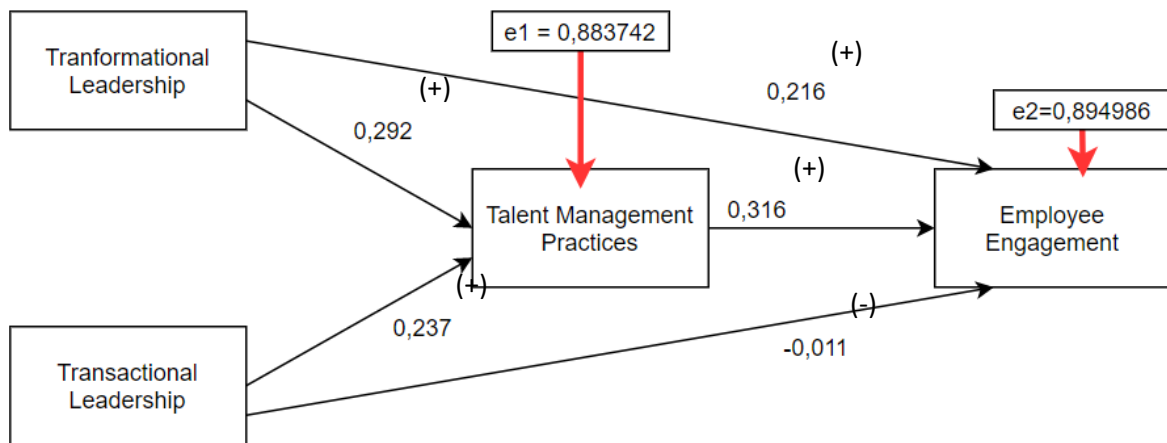 Tranformational
Leadership
e1 = 0,883742
(+)
(+)
0,216
e2=0,894986
0,292
(+)
Talent Management
Practices
0,316
Employee
Engagement
(+)
(-)
0,237
-0,011
Transactional
Leadership